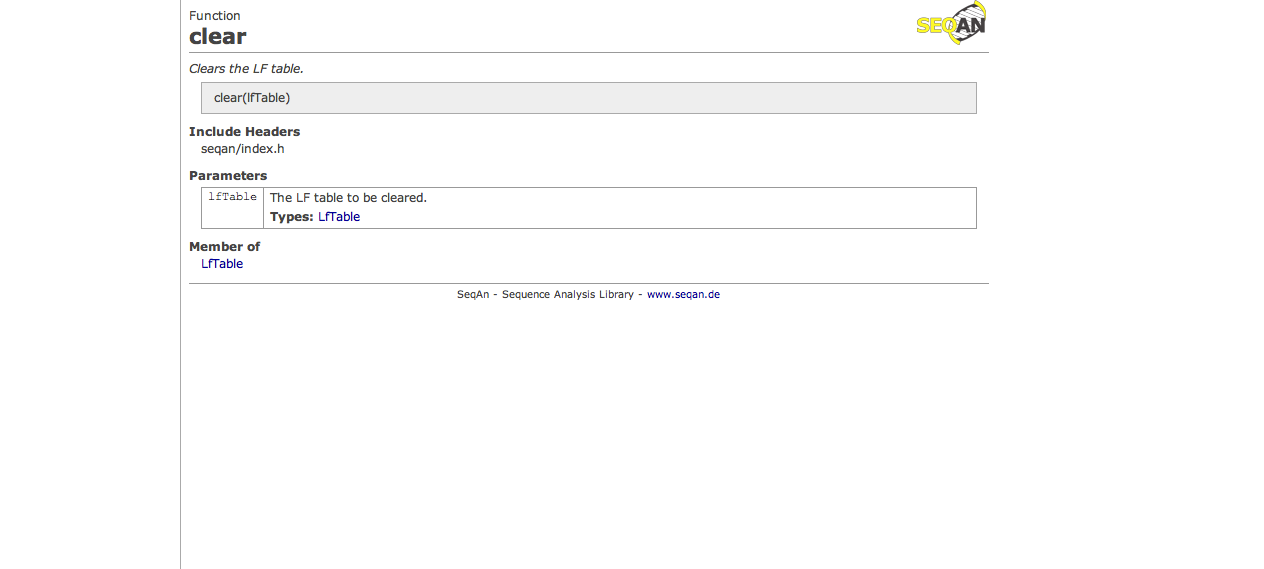 Function
SEQAN
clear
Clears the LF table.
clear(lfTable)
Include Headers
seqan/index.h
Parameters
lfTable The LF table to be cleared.
Types: LfTable
Member of
LfTable
SeqAn - Sequence Analysis Library - www.seqan.de